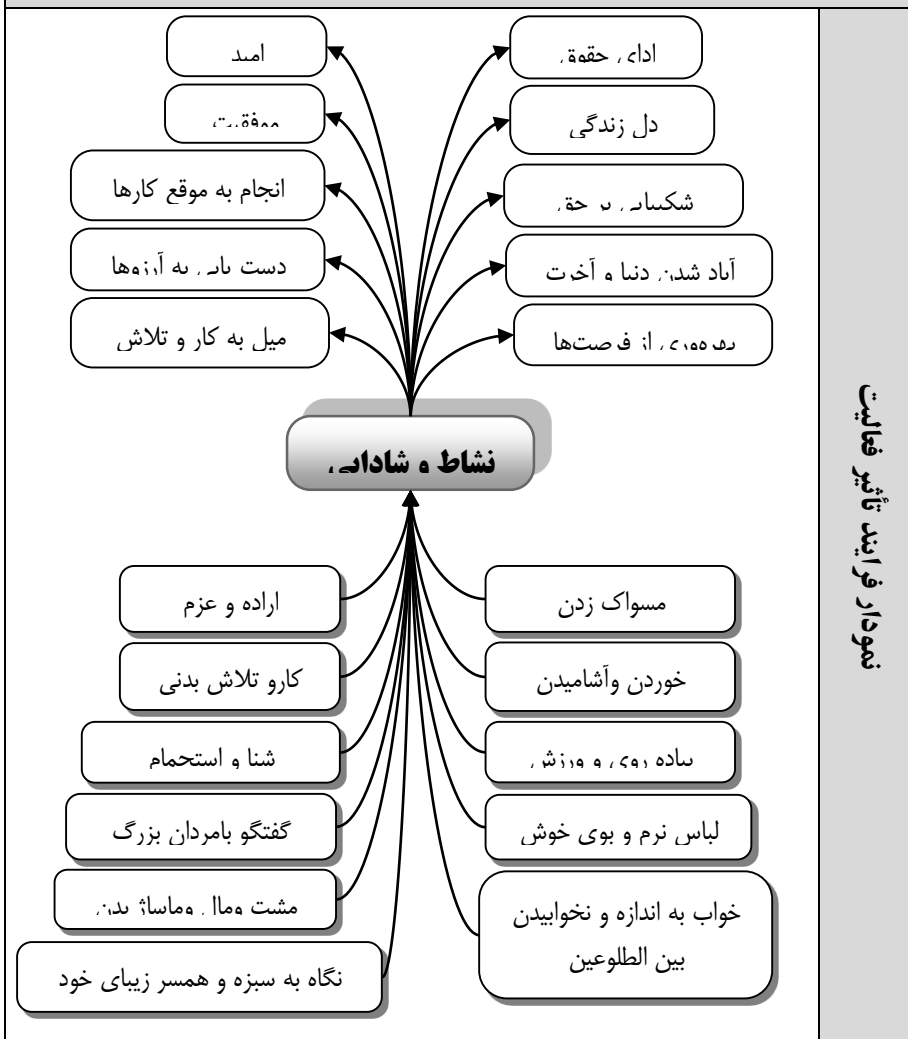 نمودار فرایند تأثیر فعالیت
ادای حقوق
امید
دل زندگی
موفقیت
شکیبایی بر حق
انجام به موقع کارها
آباد شدن دنیا و آخرت
دست یابی به آرزوها
بهره‌وری از فرصت‌ها
میل به کار و تلاش
نشاط و شادابی
مسواک زدن
اراده و عزم
خوردن وآشامیدن
کارو تلاش بدنی
پیاده روی و ورزش
شنا و استحمام
لباس نرم و بوی خوش
گفتگو بامردان بزرگ
خواب به اندازه و نخوابیدن
بین الطلوعین
مشت ومال وماساژ بدن
نگاه به سبزه و همسر زیبای خود